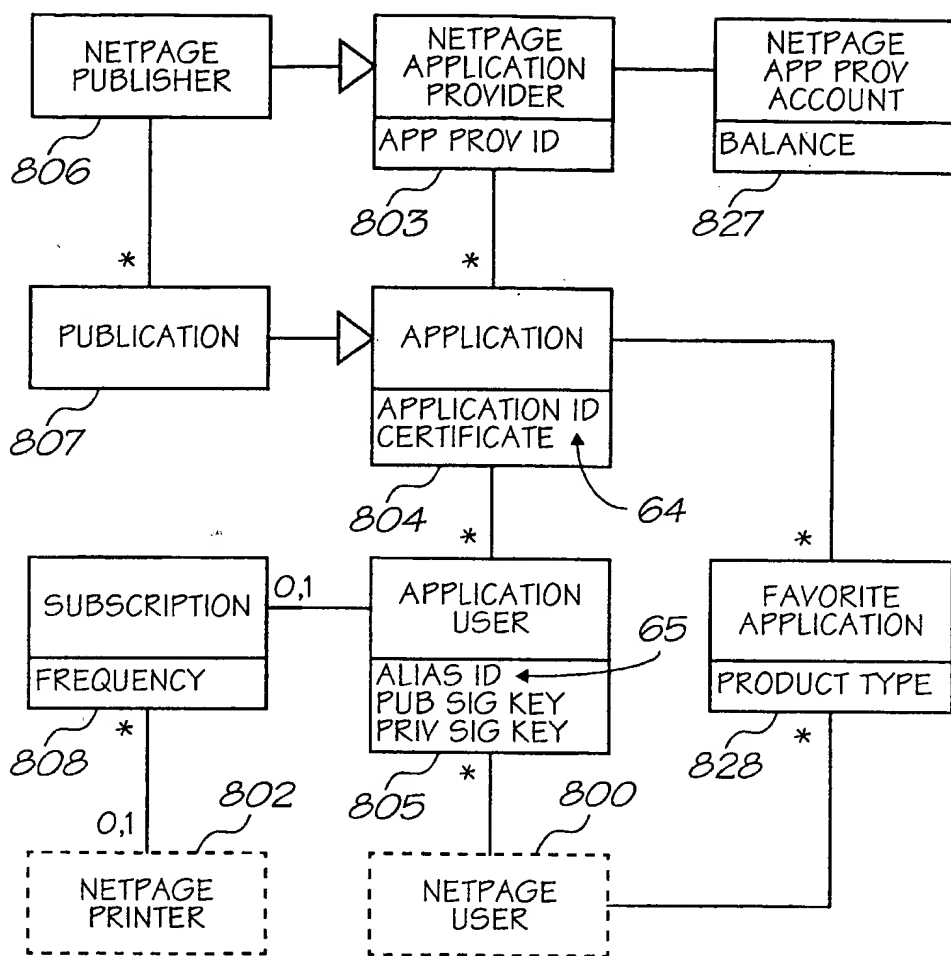 NETPAGE
PUBLISHER
806
NETPAGE
APPLICATION
PROVIDER
APP PROV ID
803
NETPAGE
APP PROV
ACCOUNT
BALANCE
827
*
*
PUBLICATION
807
APPLICATION
APPLICATION ID
CERTIFICATE
804
64
*
*
SUBSCRIPTION
FREQUENCY
808
0,1
APPLICATION
USER
ALIAS ID
PUB SIG KEY
PRIV SIG KEY
805
65
FAVORITE
APPLICATION
PRODUCT TYPE
828
*
*
*
802
800
0,1
NETPAGE
PRINTER
NETPAGE
USER